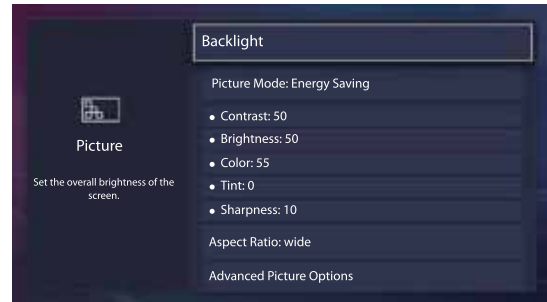 Picture
Set the overall brightness of the
screen.
Backlight
Picture Mode: Energy Saving
• Contrast: 50
• Brightness: 50
• Color: 55
• Tint: 0
• Sharpness: 10
Aspect Ratio: wide
Advanced Picture Options